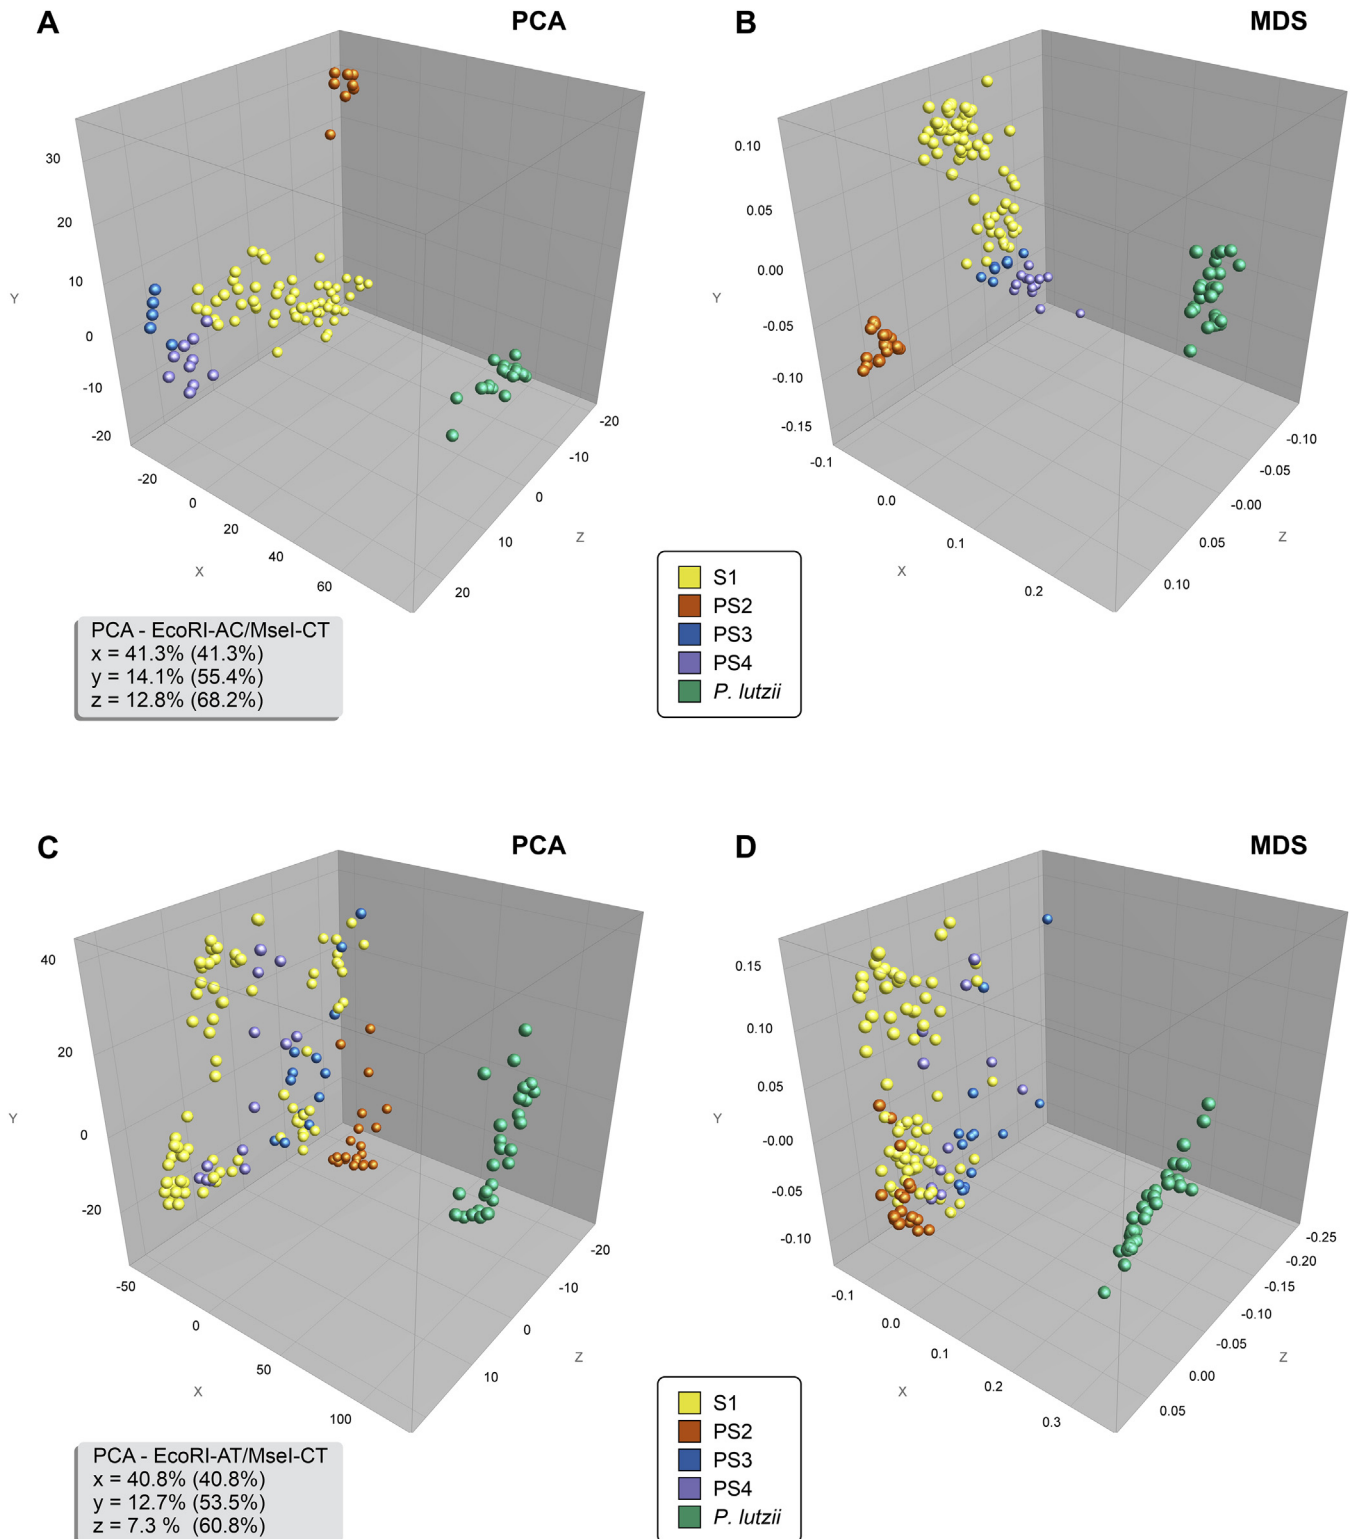 A
PCA
30
20
10
0
-10
-20
Y
-20
0
20
40
60
X
20
10
0
-10
-20
Z
PCA - EcoRI-AC/MseI-CT
x = 41.3% (41.3%)
y = 14.1% (55.4%)
z = 12.8% (68.2%)
B
MDS
0.10
0.05
0.00
-0.05
-0.10
-0.15
Y
-0.1
0.0
0.1
0.2
X
0.10
0.05
-0.00
-0.05
-0.10
Z
S1
PS2
PS3
PS4
P. lutzii
C
PCA
40
20
0
-20
Y
-50
0
50
100
X
10
0
-10
-20
Z
PCA - EcoRI-AT/MseI-CT
x = 40.8% (40.8%)
y = 12.7% (53.5%)
z = 7.3 % (60.8%)
D
MDS
0.15
0.10
0.05
-0.00
-0.05
-0.10
Y
-0.1
0.0
0.1
0.2
0.3
X
0.05
0.00
-0.05
-0.10
-0.15
-0.20
-0.25
Z
S1
PS2
PS3
PS4
P. lutzii